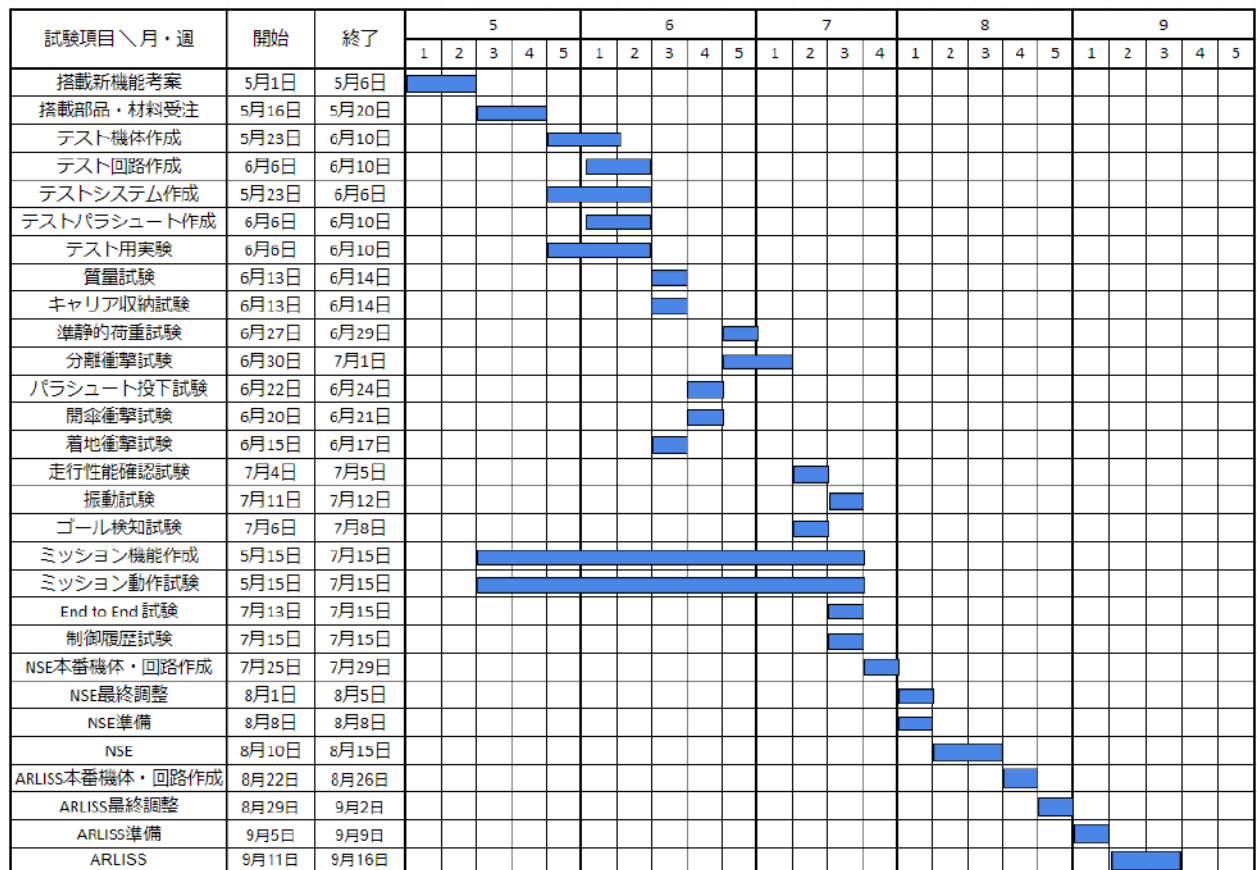 試験項目＼月・週 開始 終了 5 6 7 8 9
1 2 3 4 5 1 2 3 4 5 1 2 3 4 1 2 3 4 5 1 2 3 4 5
搭載新機能考案 5月1日 5月6日
搭載部品・材料受注 5月16日 5月20日
テスト機体作成 5月23日 6月10日
テスト回路作成 6月6日 6月10日
テストシステム作成 5月23日 6月6日
テストパラシュート作成 6月6日 6月10日
テスト用実験 6月6日 6月10日
質量試験 6月13日 6月14日
キャリア収納試験 6月13日 6月14日
準静的荷重試験 6月27日 6月29日
分離衝撃試験 6月30日 7月1日
パラシュート投下試験 6月22日 6月24日
開傘衝撃試験 6月20日 6月21日
着地衝撃試験 6月15日 6月17日
走行性能確認試験 7月4日 7月5日
振動試験 7月11日 7月12日
ゴール検知試験 7月6日 7月8日
ミッション機能作成 5月15日 7月15日
ミッション動作試験 5月15日 7月15日
End to End 試験 7月13日 7月15日
制御履歴試験 7月15日 7月15日
NSE本番機体・回路作成 7月25日 7月29日
NSE最終調整 8月1日 8月5日
NSE準備 8月8日 8月8日
NSE 8月10日 8月15日
ARLISS本番機体・回路作成 8月22日 8月26日
ARLISS最終調整 8月29日 9月2日
ARLISS準備 9月5日 9月9日
ARLISS 9月11日 9月16日